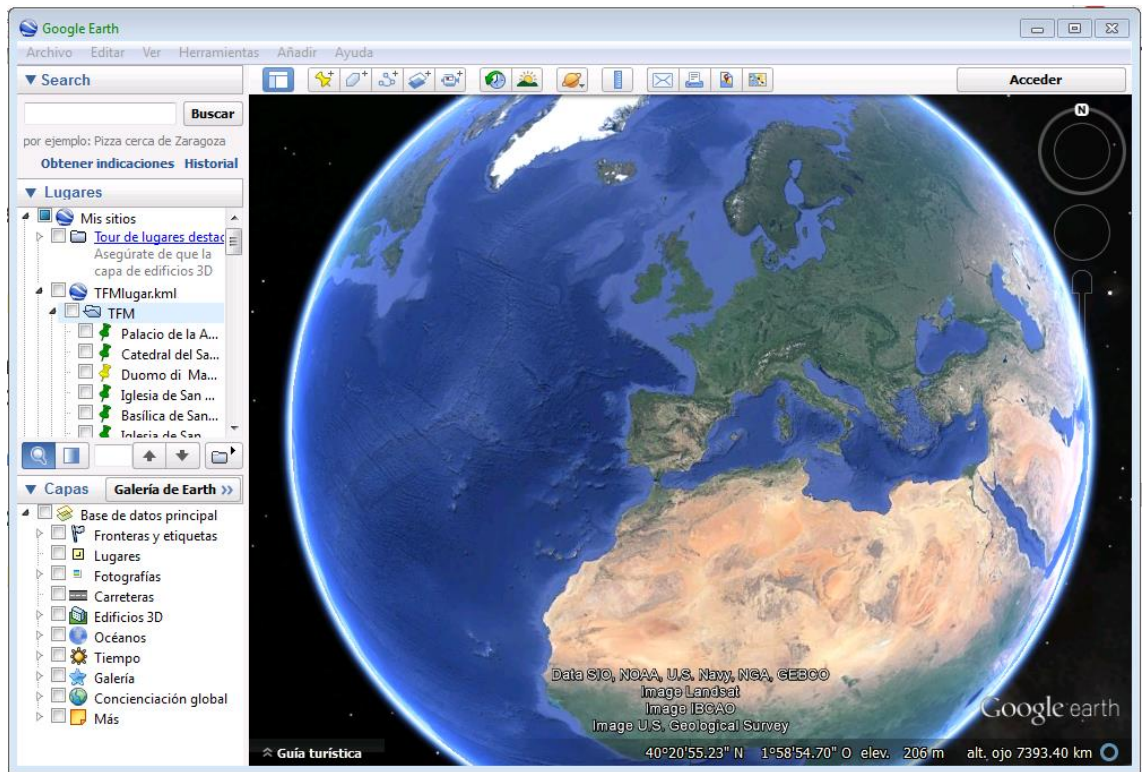 Google Earth
Archivo Editar Ver Herramientas Añadir Ayuda
Search
Buscar
por ejemplo: Pizza cerca de Zaragoza
Obtener indicaciones Historial
Lugares
Mis sitios
Tour de lugares destac
Asegúrate de que la
capa de edificios 3D
TFMlugar.kml
TFM
Palacio de la A...
Catedral del Sa...
Duomo di Ma...
Iglesia de San ...
Basílica de San...
Iglesia de San
Capas Galería de Earth >>
Base de datos principal
Fronteras y etiquetas
Lugares
Fotografías
Carreteras
Edificios 3D
Océanos
Tiempo
Galería
Concienciación global
Más
Acceder
N
Data SIO, NOAA, U.S. Navy, NGA, GEBCO
Image Landsat
Image IBCAO
Image U.S. Geological Survey
Google earth
Guía turística
40°20'55.23" N 1°58'54.70" O elev. 206 m alt. ojo 7393.40 km